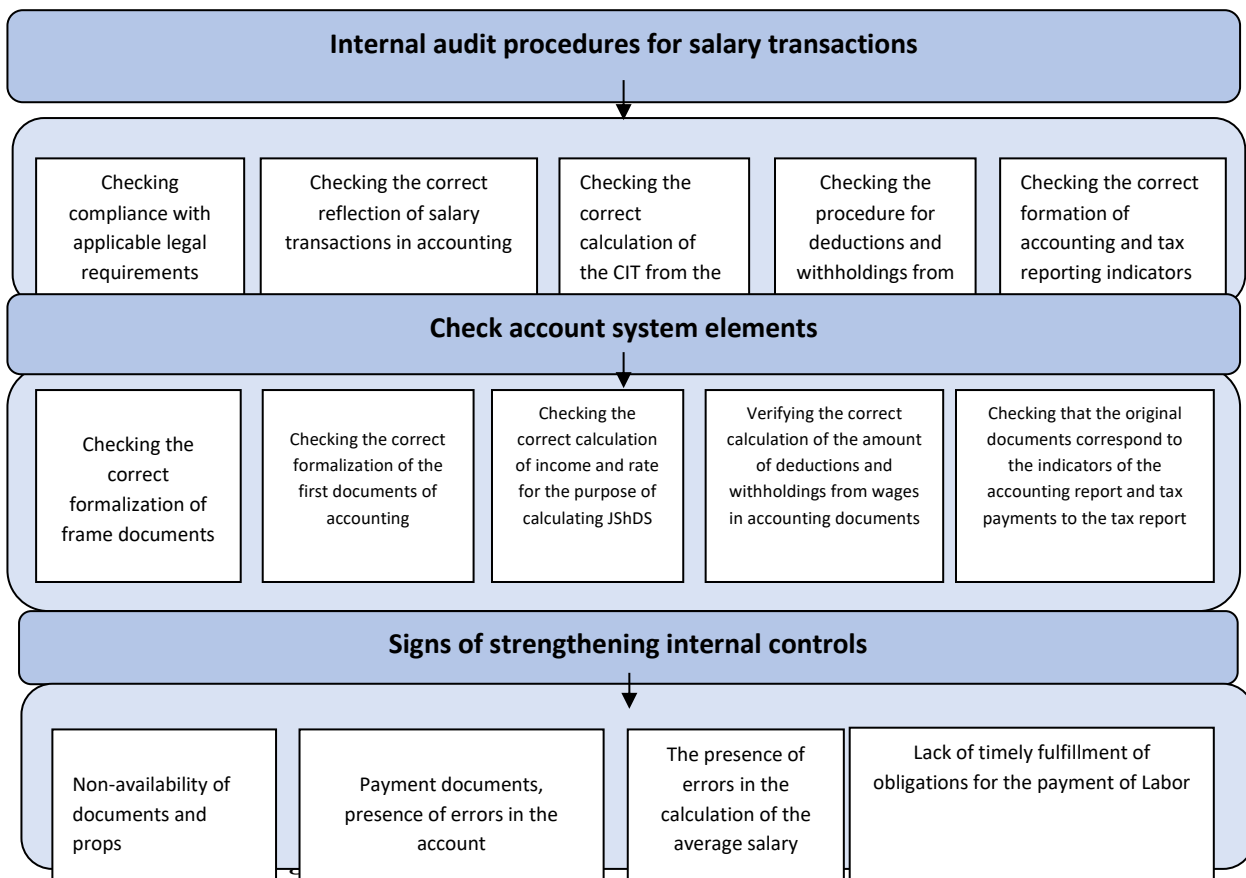 Internal audit procedures for salary transactions
Checking
compliance with
applicable legal
requirements
Checking the correct
reflection of salary
transactions in accounting
Checking the
correct
calculation of
the CIT from the
Checking the
procedure for
deductions and
withholdings from
Checking the correct
formation of
accounting and tax
reporting indicators
Check account system elements
Checking the
correct
formalization of
frame documents
Checking the correct
formalization of the
first documents of
accounting
Checking the
correct calculation
of income and rate
for the purpose of
calculating JShDS
Verifying the correct
calculation of the amount
of deductions and
withholdings from wages
in accounting documents
Checking that the original
documents correspond to
the indicators of the
accounting report and tax
payments to the tax report
Signs of strengthening internal controls
Non-availability of
documents and
props
Payment documents,
presence of errors in the
account
The presence of
errors in the
calculation of the
average salary
Lack of timely fulfillment of
obligations for the payment of Labor